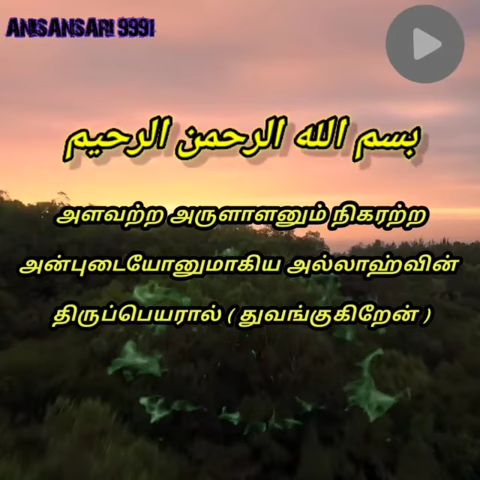 ANISANSARI 9991
بسم الله الرحمن الرحيم
அளவற்ற அருளாளனும் நிகரற்ற
அன்புடையோனுமாகிய அல்லாஹ்வின்
திருப்பெயரால் ( துவங்குகிறேன் )